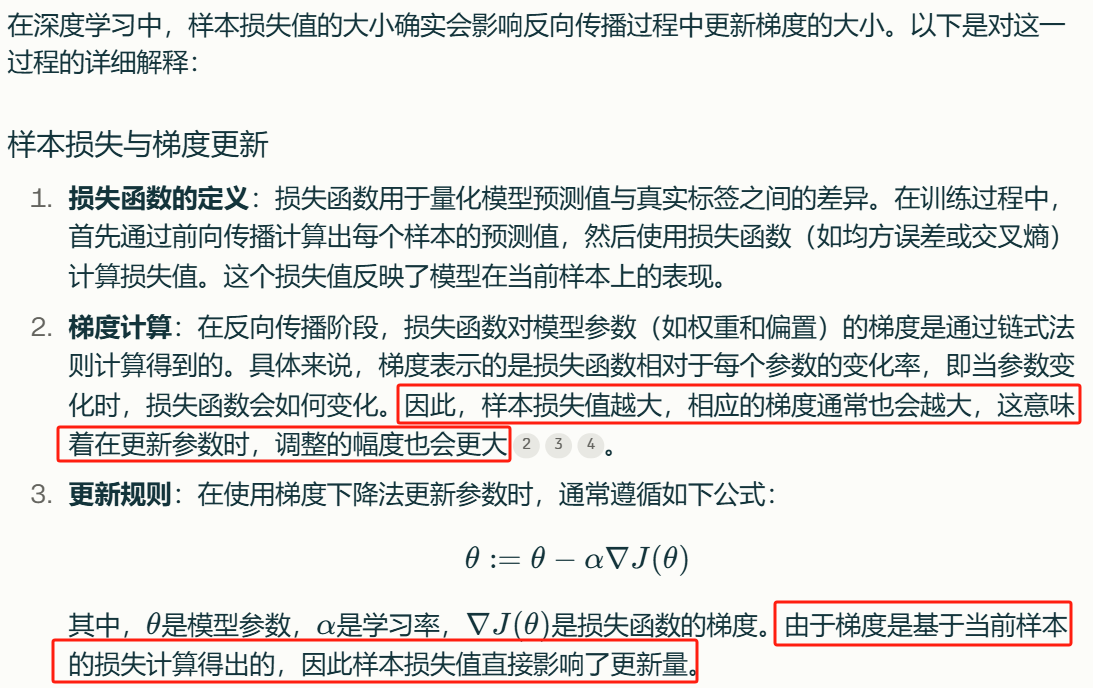 在深度学习中，样本损失值的大小确实会影响反向传播过程中更新梯度的大小。以下是对这一
过程的详细解释：
样本损失与梯度更新
1. 损失函数的定义：损失函数用于量化模型预测值与真实标签之间的差异。在训练过程中，
首先通过前向传播计算出每个样本的预测值，然后使用损失函数（如均方误差或交叉熵）
计算损失值。这个损失值反映了模型在当前样本上的表现。
2. 梯度计算：在反向传播阶段，损失函数对模型参数（如权重和偏置）的梯度是通过链式法
则计算得到的。具体来说，梯度表示的是损失函数相对于每个参数的变化率，即当参数变
化时，损失函数会如何变化。因此，样本损失值越大，相应的梯度通常也会越大，这意味
着在更新参数时，调整的幅度也会更大 2 3 4 。
3. 更新规则：在使用梯度下降法更新参数时，通常遵循如下公式：
θ := θ − α∇J(θ)
其中，θ是模型参数，α是学习率，∇J(θ)是损失函数的梯度。由于梯度是基于当前样本
的损失计算得出的，因此样本损失值直接影响了更新量。